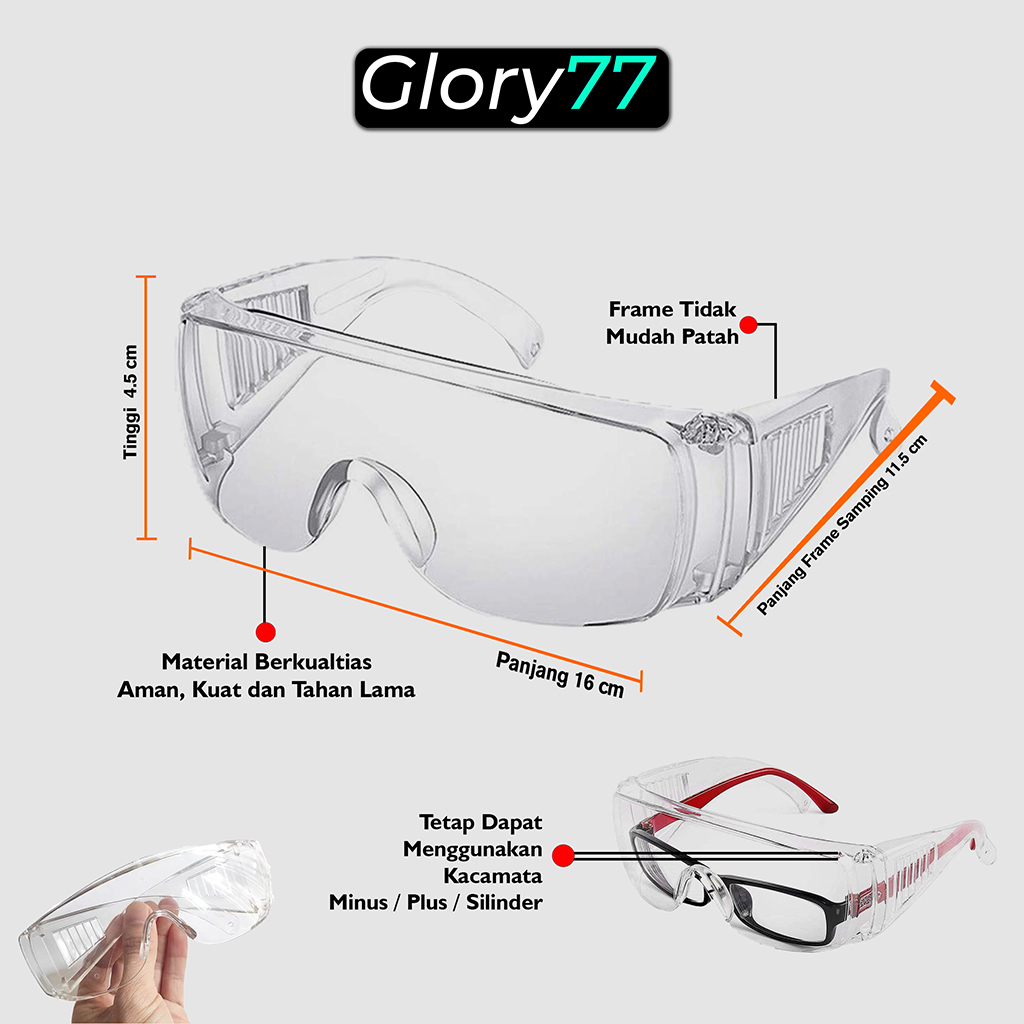 Glory77
Frame Tidak
Mudah Patah
Tinggi 4.5 cm
Panjang Frame Samping 11.5 cm
Panjang 16 cm
Material Berkualtias
Aman, Kuat dan Tahan Lama
Tetap Dapat
Menggunakan
Kacamata
Minus / Plus / Silinder